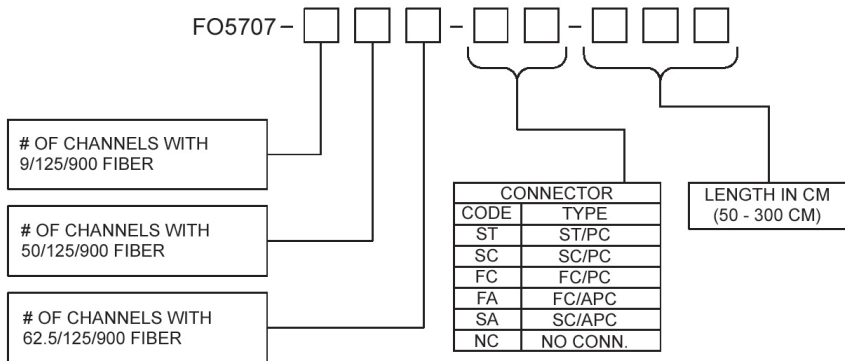 FO5707-
-
-
# OF CHANNELS WITH
9/125/900 FIBER
# OF CHANNELS WITH
50/125/900 FIBER
# OF CHANNELS WITH
62.5/125/900 FIBER
CONNECTOR
CODE TYPE
ST ST/PC
SC SC/PC
FC FC/PC
FA FC/APC
SA SC/APC
NC NO CONN.
LENGTH IN CM
(50 - 300 CM)